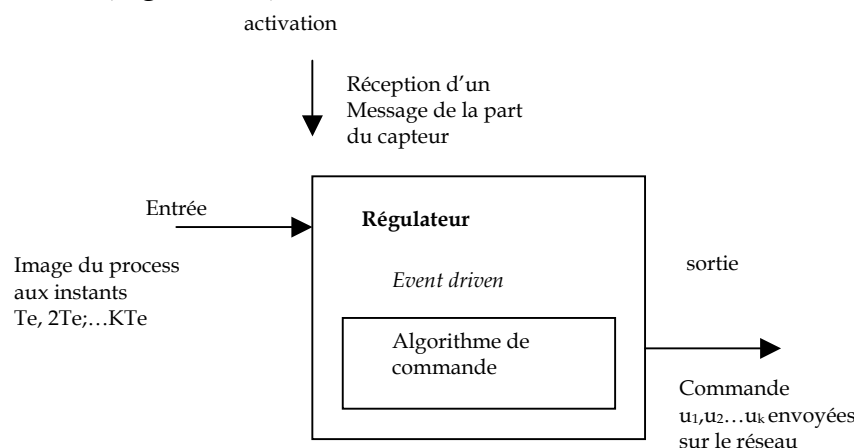 activation
Réception d'un
Message de la part
du capteur
Entrée
Image du process
aux instants
Te, 2Te;…KTe
Régulateur
Event driven
Algorithme de
commande
sortie
Commande
u₁,u₂…uₖ envoyées
sur le réseau